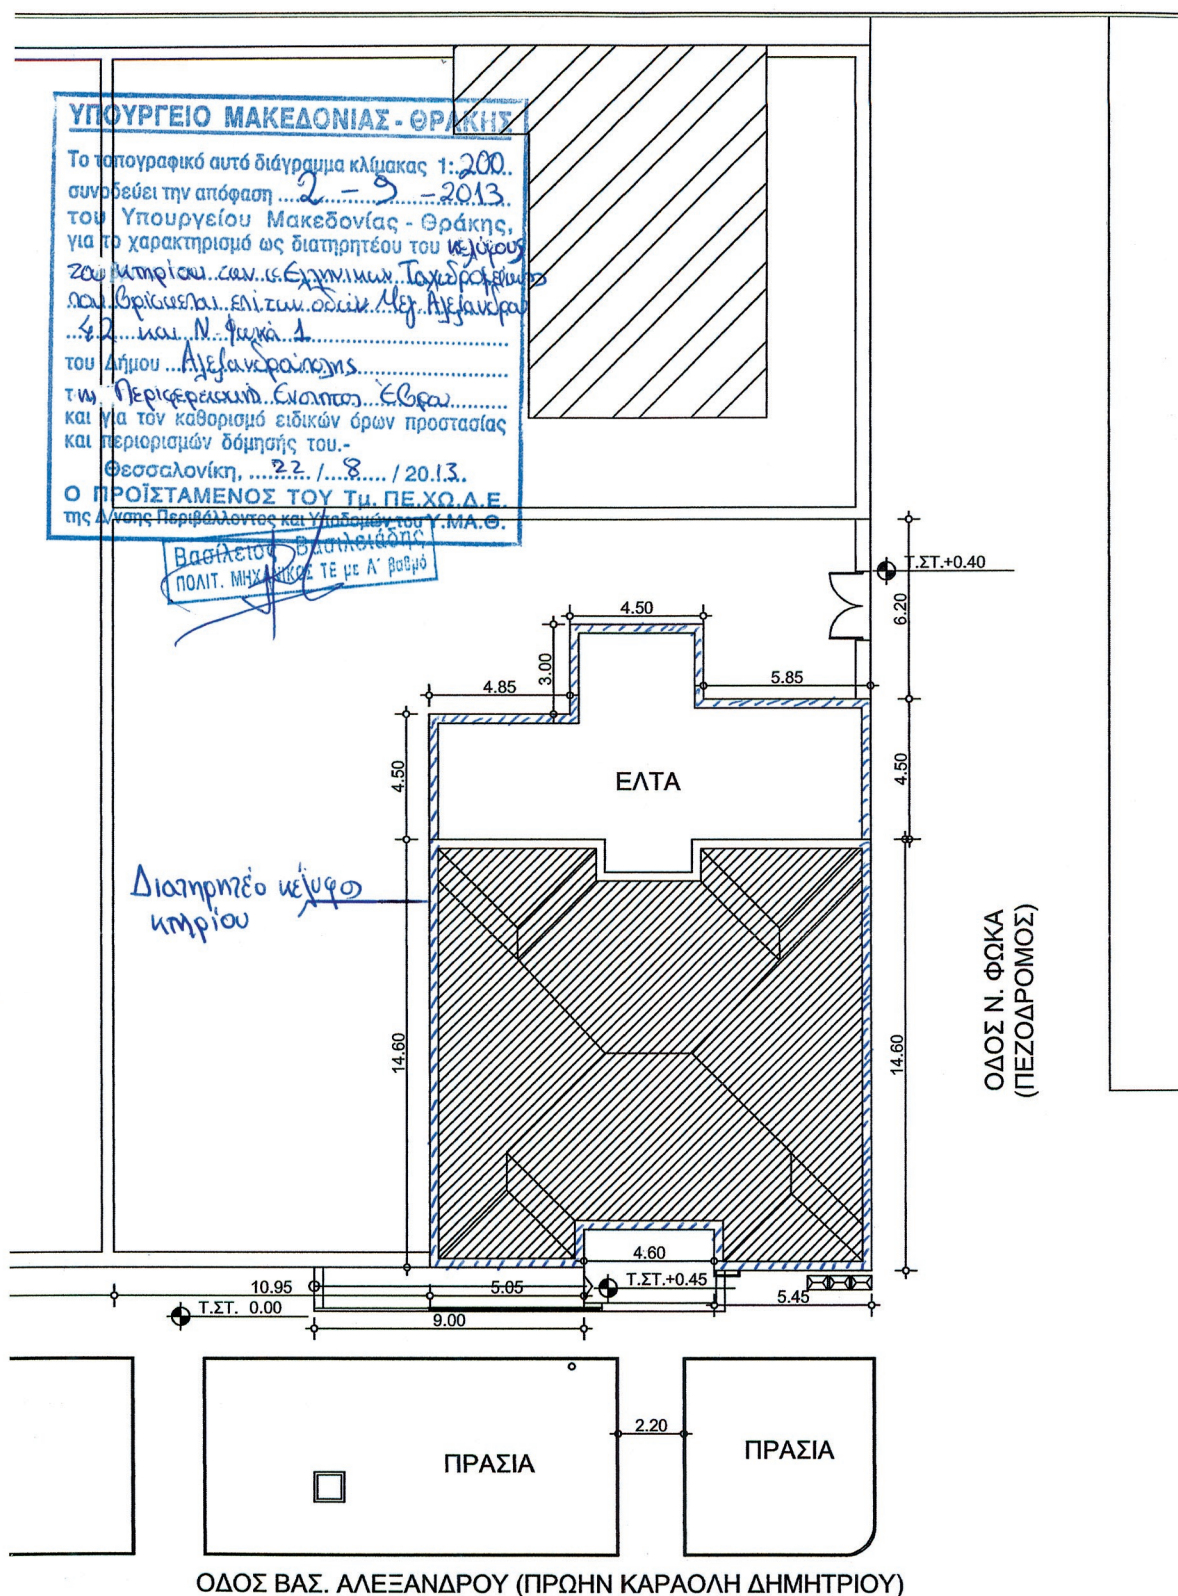 ΥΠΟΥΡΓΕΙΟ ΜΑΚΕΔΟΝΙΑΣ - ΘΡΑΚΗΣ
Το τοπογραφικό αυτό διάγραμμα κλίμακας 1:.200..
συνοδεύει την απόφαση ....2 - 9 - 2013.
του Υπουργείου Μακεδονίας - Θράκης,
για το χαρακτηρισμό ως διατηρητέου του κελύφους
του κτηρίου των Ελληνικών Ταχυδρομείων
που βρίσκεται επί των οδών Μεγ. Αλεξάνδρου
42 και Ν. Φωκά 1
του Δήμου Αλεξανδρούπολης
της Περιφερειακής Ενότητας Έβρου
και για τον καθορισμό ειδικών όρων προστασίας
και περιορισμών δόμησής του.-
Θεσσαλονίκη, ....22 / 8 / 2013.
Ο ΠΡΟΪΣΤΑΜΕΝΟΣ ΤΟΥ Τμ. ΠΕ.ΧΩ.Δ.Ε.
της Δ/νσης Περιβάλλοντος και Υποδομών του Υ.ΜΑ.Θ.
Βασίλειος Βασιλειάδης
ΠΟΛΙΤ. ΜΗΧΑΝΙΚΟΣ ΤΕ με Α' βαθμό
Τ.ΣΤ.+0.40
6.20
4.50
3.00
4.85
5.85
4.50
ΕΛΤΑ
4.50
Διατηρητέο κέλυφος
κτηρίου
14.60
14.60
ΟΔΟΣ Ν. ΦΩΚΑ
(ΠΕΖΟΔΡΟΜΟΣ)
4.60
10.95
5.05
Τ.ΣΤ.+0.45
5.45
Τ.ΣΤ. 0.00
9.00
2.20
ΠΡΑΣΙΑ
ΠΡΑΣΙΑ
ΟΔΟΣ ΒΑΣ. ΑΛΕΞΑΝΔΡΟΥ (ΠΡΩΗΝ ΚΑΡΑΟΛΗ ΔΗΜΗΤΡΙΟΥ)